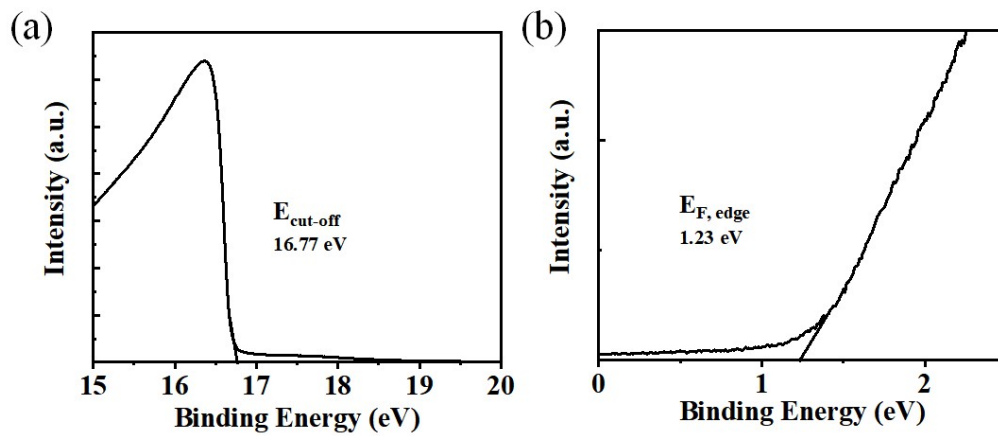 (a)
Intensity (a.u.)
E_cut-off
16.77 eV
15 16 17 18 19 20
Binding Energy (eV)
(b)
Intensity (a.u.)
E_F, edge
1.23 eV
0 1 2
Binding Energy (eV)